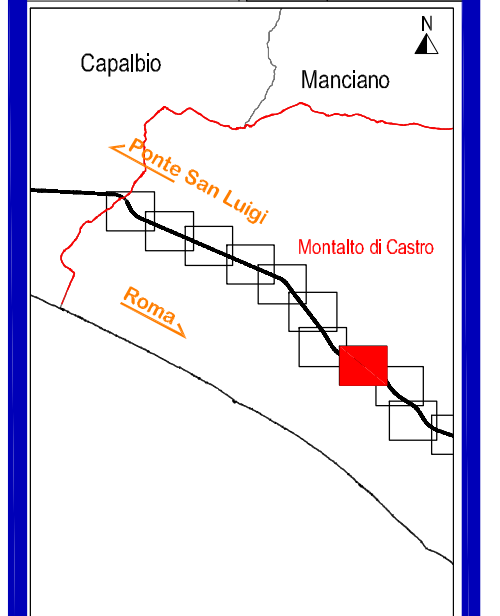 N
Capalbio
Manciano
Ponte San Luigi
Montalto di Castro
Roma